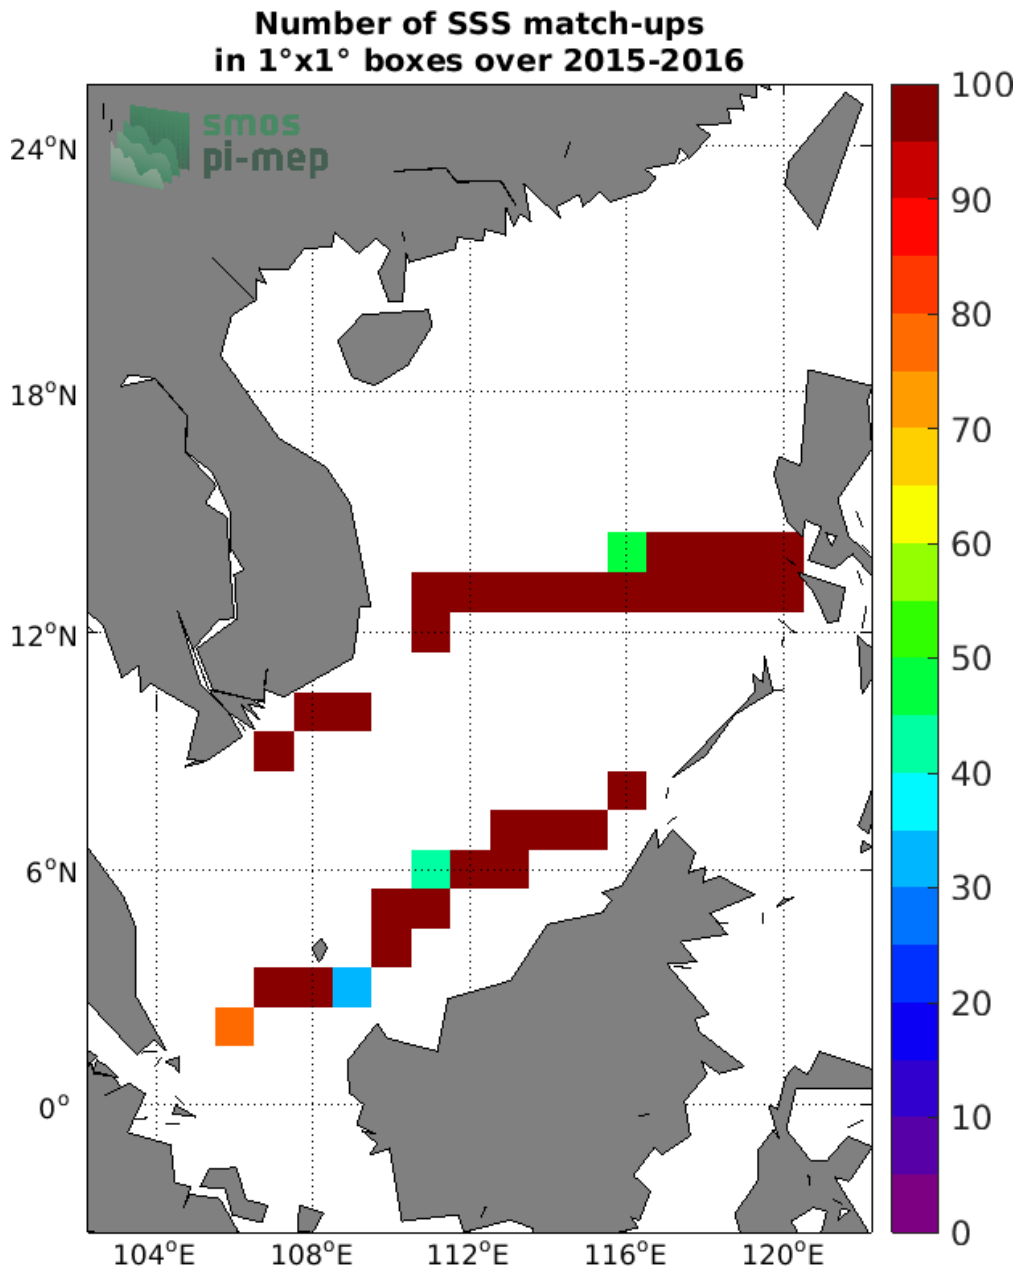 Number of SSS match-ups
in 1°x1° boxes over 2015-2016
smos
pi-mep
24°N
18°N
12°N
6°N
0°
104°E 108°E 112°E 116°E 120°E
100
90
80
70
60
50
40
30
20
10
0